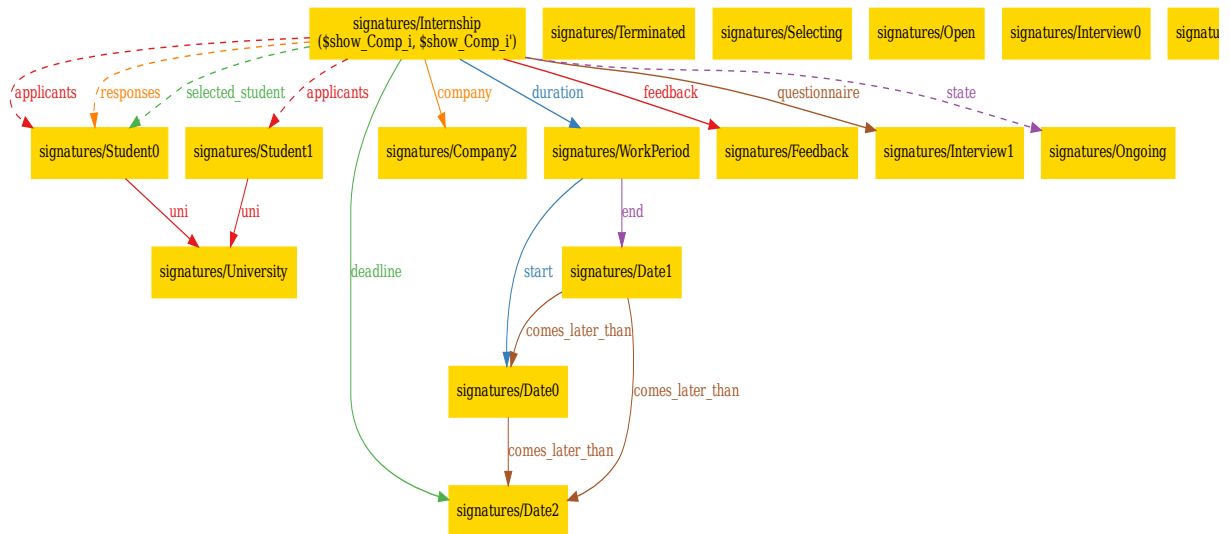 signatures/Internship
($show_Comp_i, $show_Comp_i')
signatures/Terminated
signatures/Selecting
signatures/Open
signatures/Interview0
signatu
applicants
responses
selected_student
applicants
company
duration
feedback
questionnaire
state
signatures/Student0
signatures/Student1
signatures/Company2
signatures/WorkPeriod
signatures/Feedback
signatures/Interview1
signatures/Ongoing
uni
uni
end
signatures/University
deadline
start
signatures/Date1
comes_later_than
signatures/Date0
comes_later_than
comes_later_than
signatures/Date2